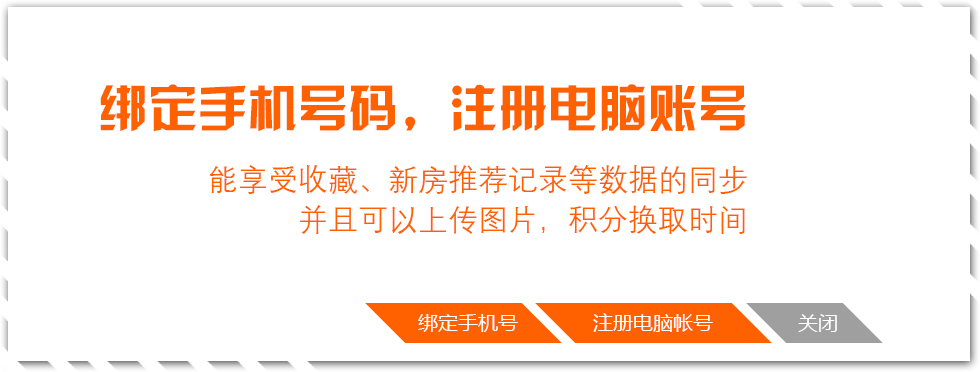 绑定手机号码，注册电脑账号
能享受收藏、新房推荐记录等数据的同步
并且可以上传图片，积分换取时间
绑定手机号
注册电脑帐号
关闭